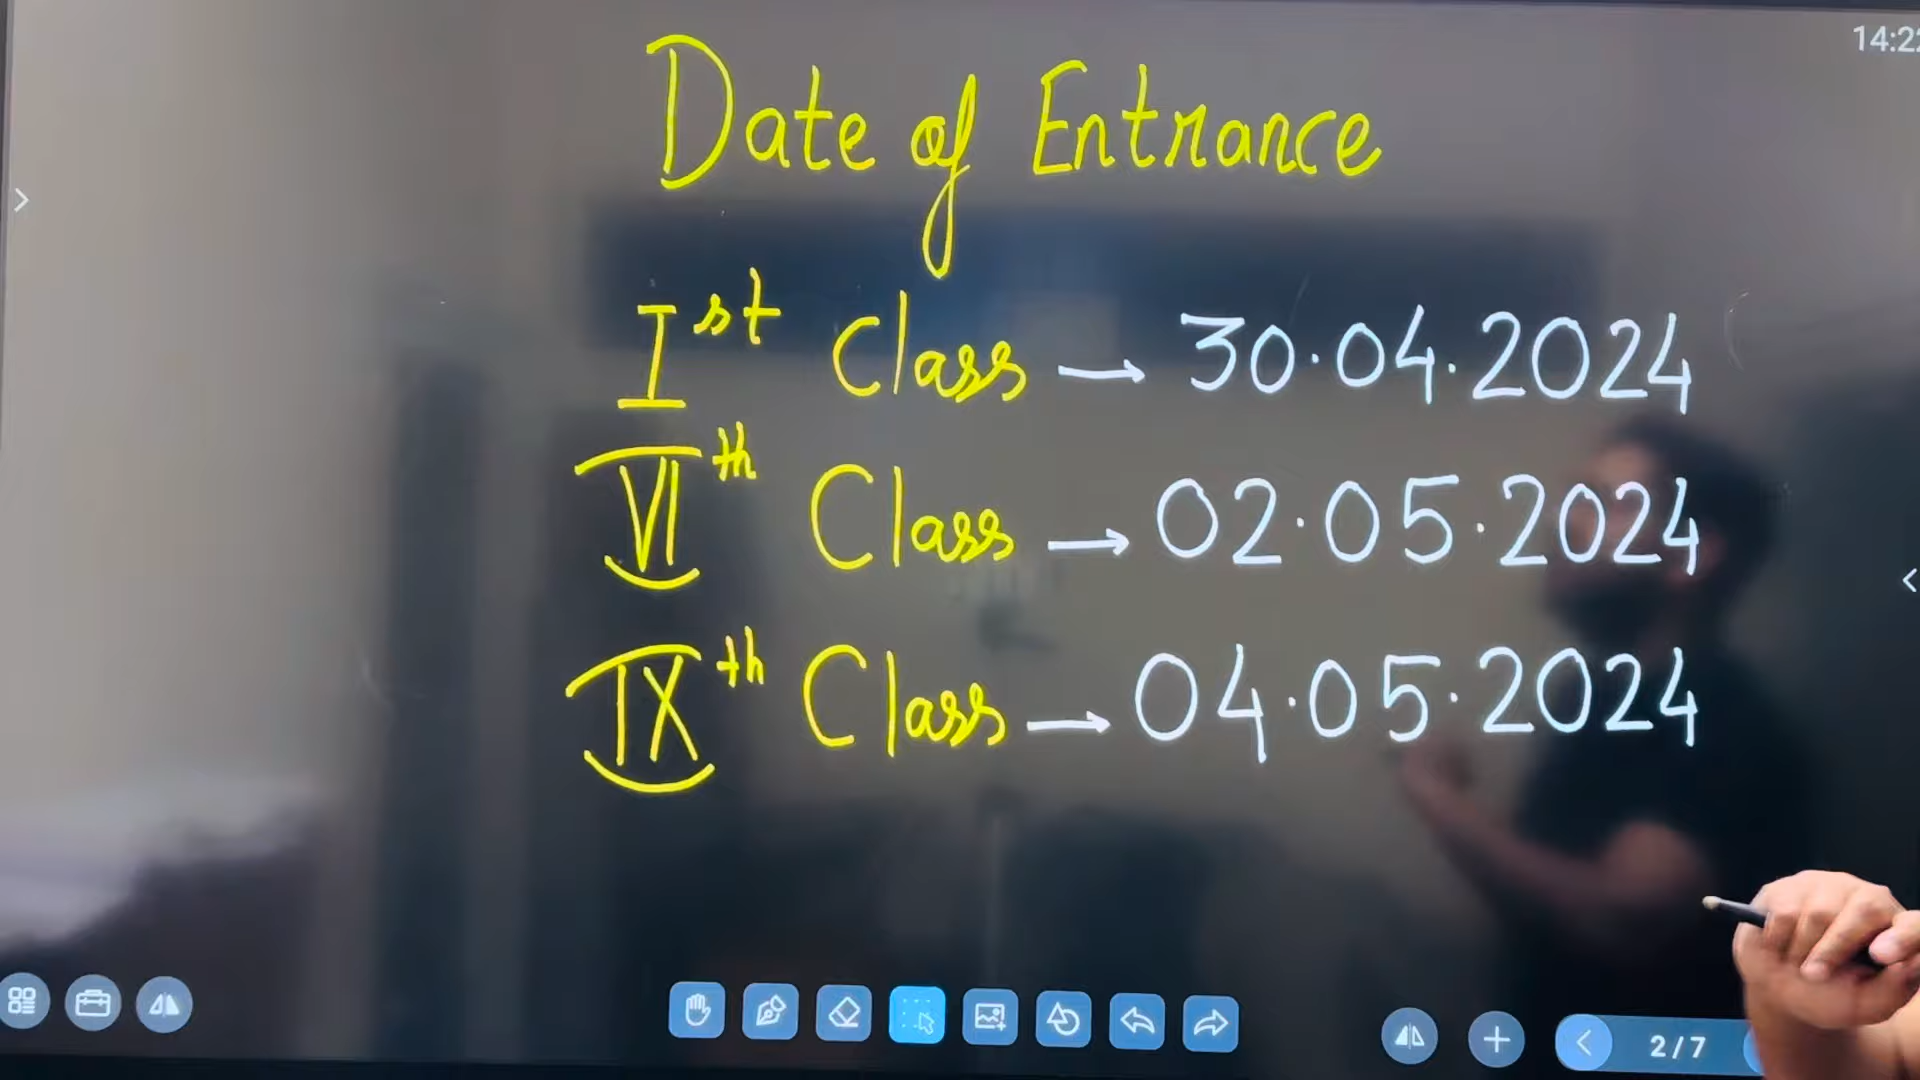 14:22
Date of Entrance
Ist Class → 30.04.2024
VIth Class → 02.05.2024
IXth Class → 04.05.2024
2/7